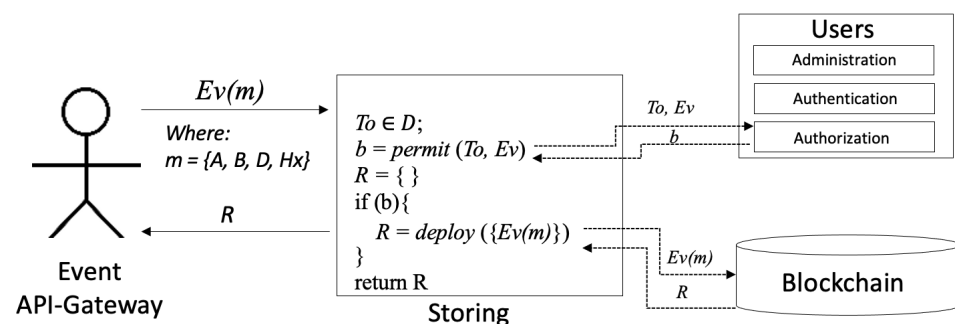 Ev(m)
Where:
m = {A, B, D, Hx}
R
Event
API-Gateway
To ∈ D;
b = permit (To, Ev)
R = { }
if (b){
R = deploy ({Ev(m)})
}
return R
Storing
To, Ev
b
Users
Administration
Authentication
Authorization
Ev(m)
R
Blockchain